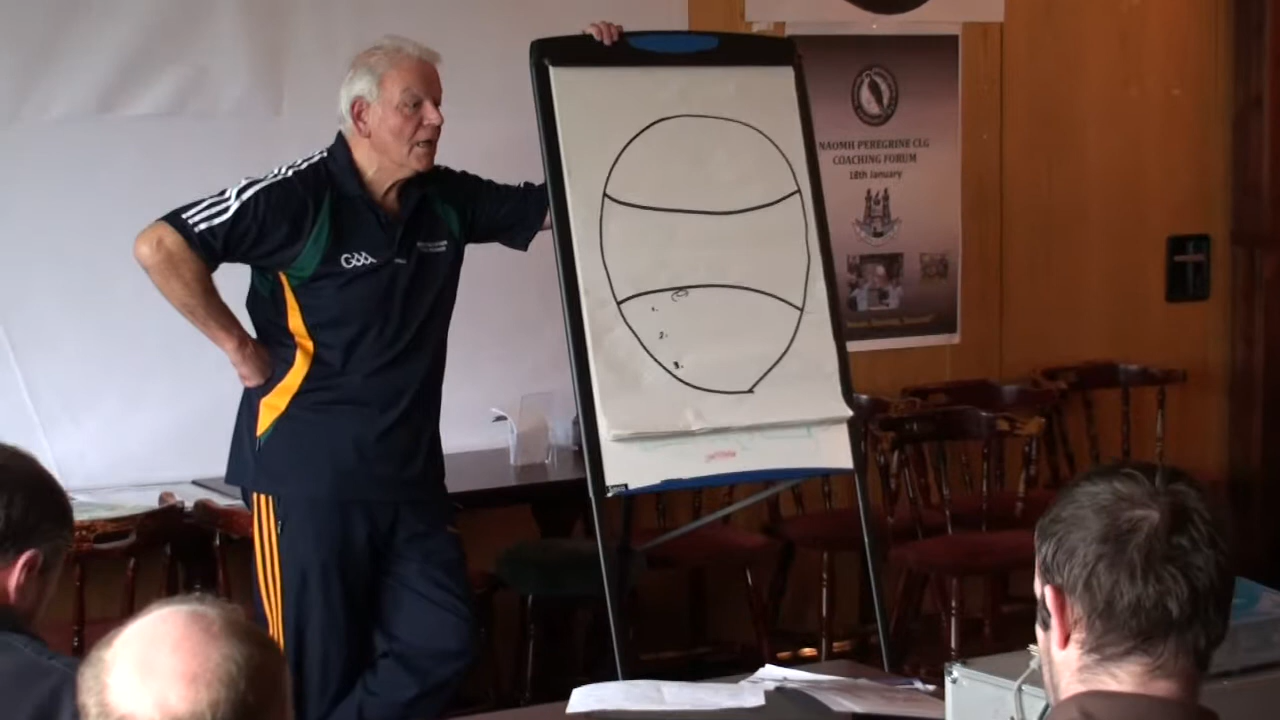 NAOMH PEREGRINE CLG
COACHING FORUM
18th January
GAA
1.
2.
3.